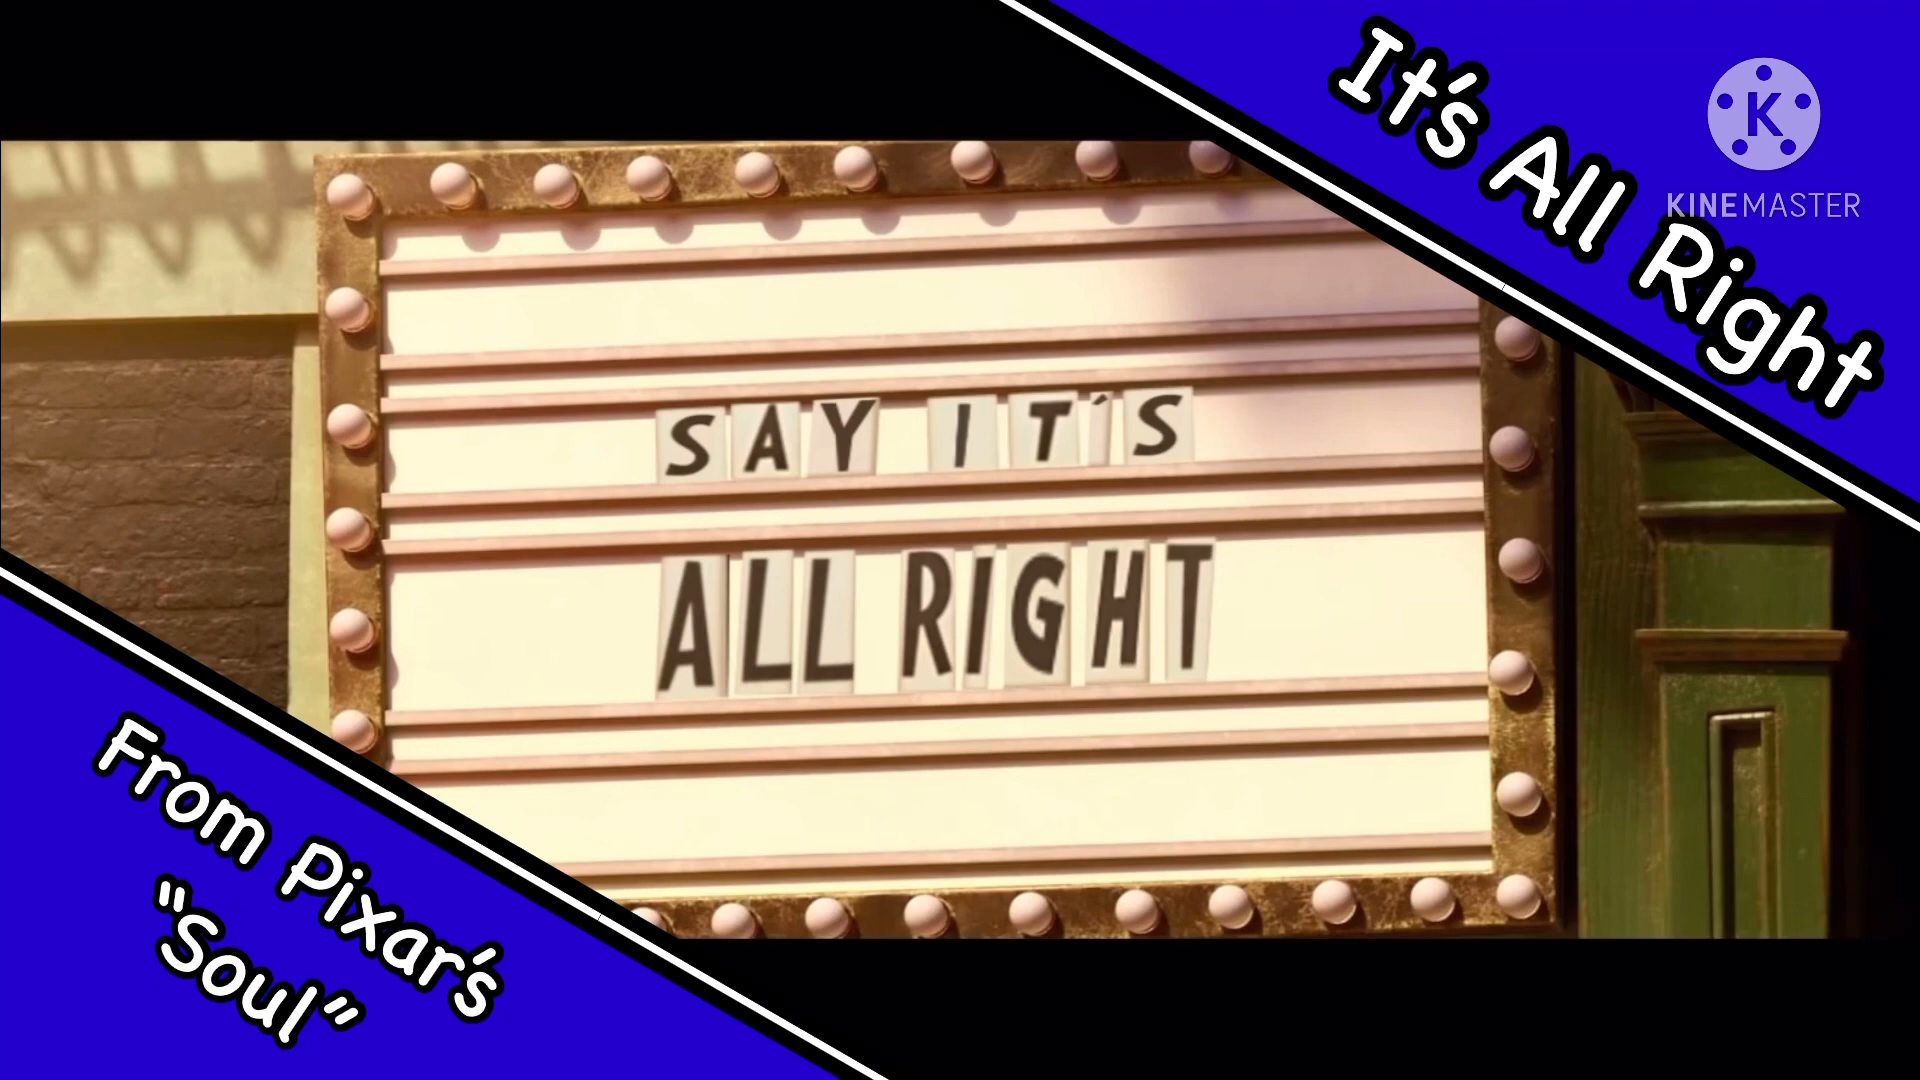 It's All Right
K
KINEMASTER
SAY IT'S
ALL RIGHT
From Pixar's
"Soul"